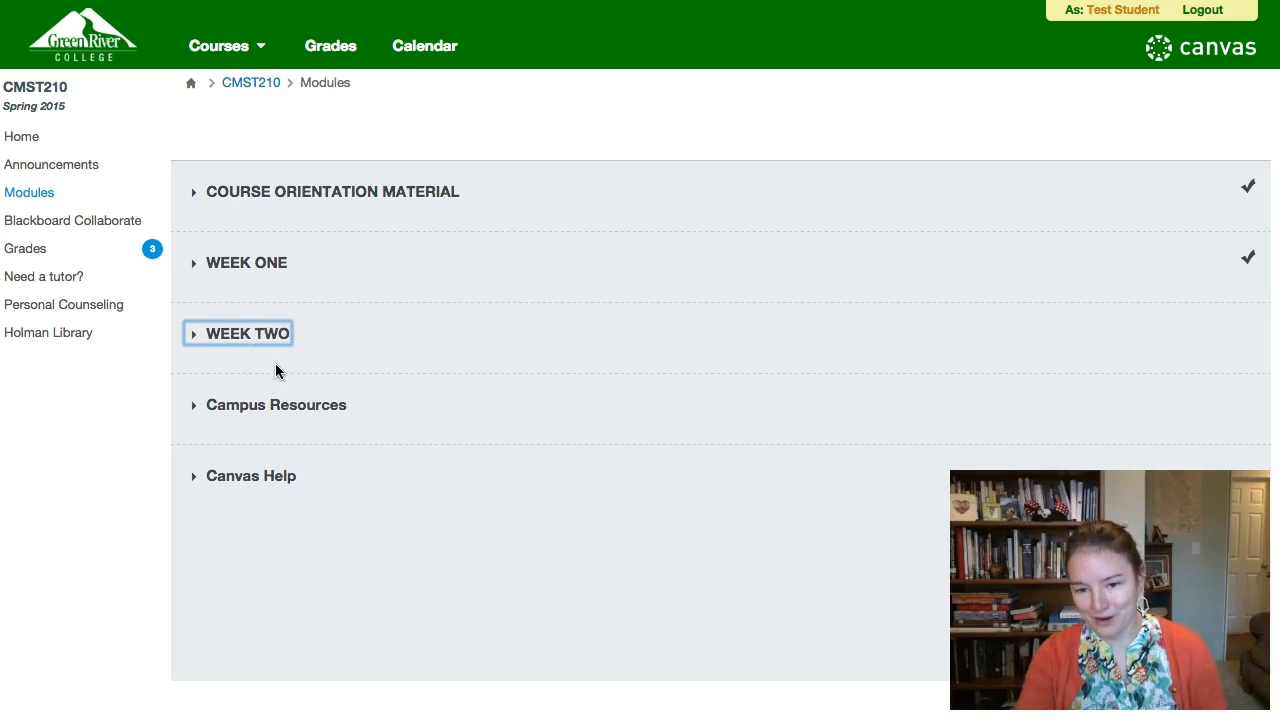 As: Test Student Logout
Green River
COLLEGE
Courses Grades Calendar
canvas
CMST210
Spring 2015
CMST210 Modules
Home
Announcements
Modules
Blackboard Collaborate
Grades 3
Need a tutor?
Personal Counseling
Holman Library
COURSE ORIENTATION MATERIAL
WEEK ONE
WEEK TWO
Campus Resources
Canvas Help